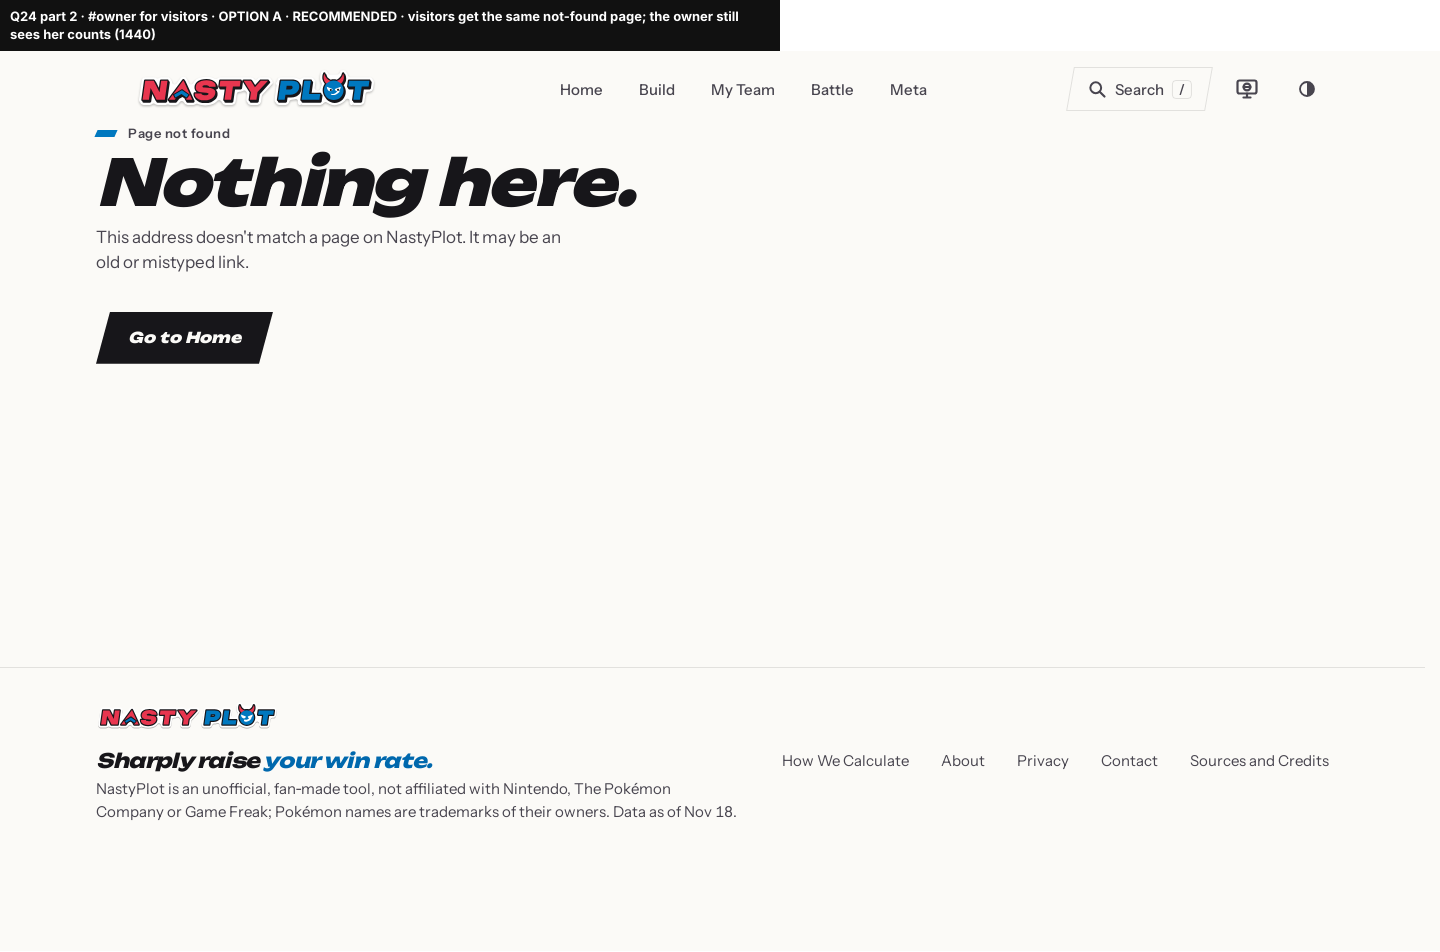 Q24 part 2 · #owner for visitors · OPTION A · RECOMMENDED · visitors get the same not-found page; the owner still
sees her counts (1440)
NASTY PLOT
Home
Build
My Team
Battle
Meta
Search /
Page not found
Nothing here.
This address doesn't match a page on NastyPlot. It may be an
old or mistyped link.
Go to Home
NASTY PLOT
Sharply raise your win rate.
How We Calculate
About
Privacy
Contact
Sources and Credits
NastyPlot is an unofficial, fan-made tool, not affiliated with Nintendo, The Pokémon
Company or Game Freak; Pokémon names are trademarks of their owners. Data as of Nov 18.